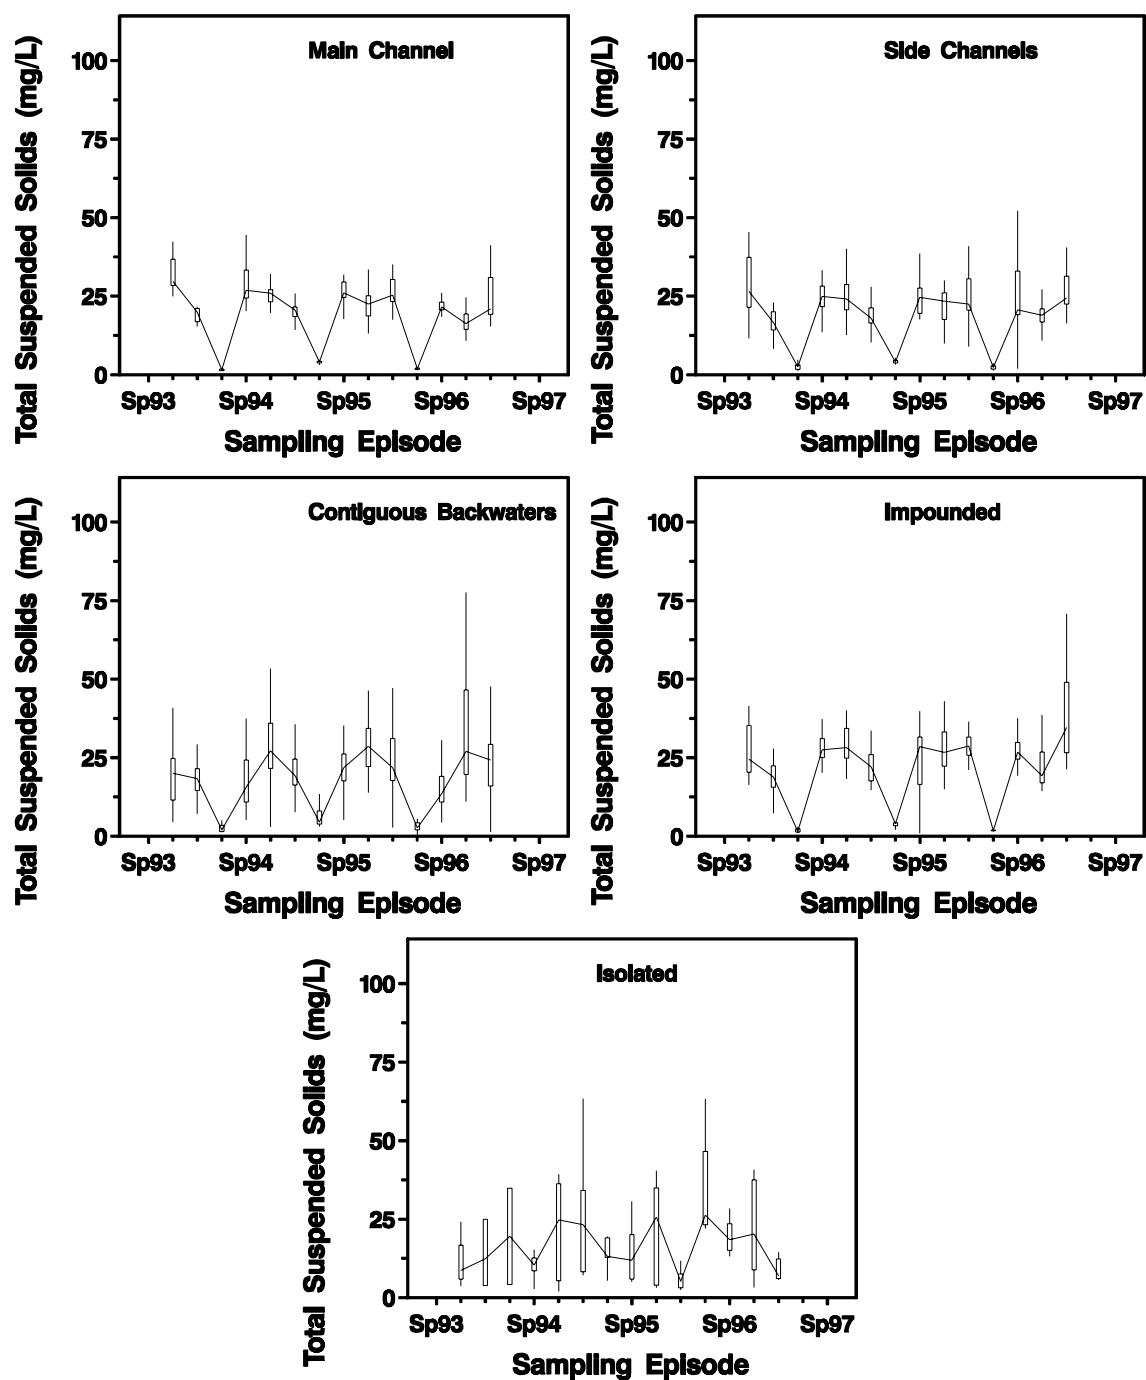 Main Channel
Total Suspended Solids (mg/L)
100
75
50
25
0
Sp93 Sp94 Sp95 Sp96 Sp97
Sampling Episode
Side Channels
Total Suspended Solids (mg/L)
100
75
50
25
0
Sp93 Sp94 Sp95 Sp96 Sp97
Sampling Episode
Contiguous Backwaters
Total Suspended Solids (mg/L)
100
75
50
25
0
Sp93 Sp94 Sp95 Sp96 Sp97
Sampling Episode
Impounded
Total Suspended Solids (mg/L)
100
75
50
25
0
Sp93 Sp94 Sp95 Sp96 Sp97
Sampling Episode
Isolated
Total Suspended Solids (mg/L)
100
75
50
25
0
Sp93 Sp94 Sp95 Sp96 Sp97
Sampling Episode